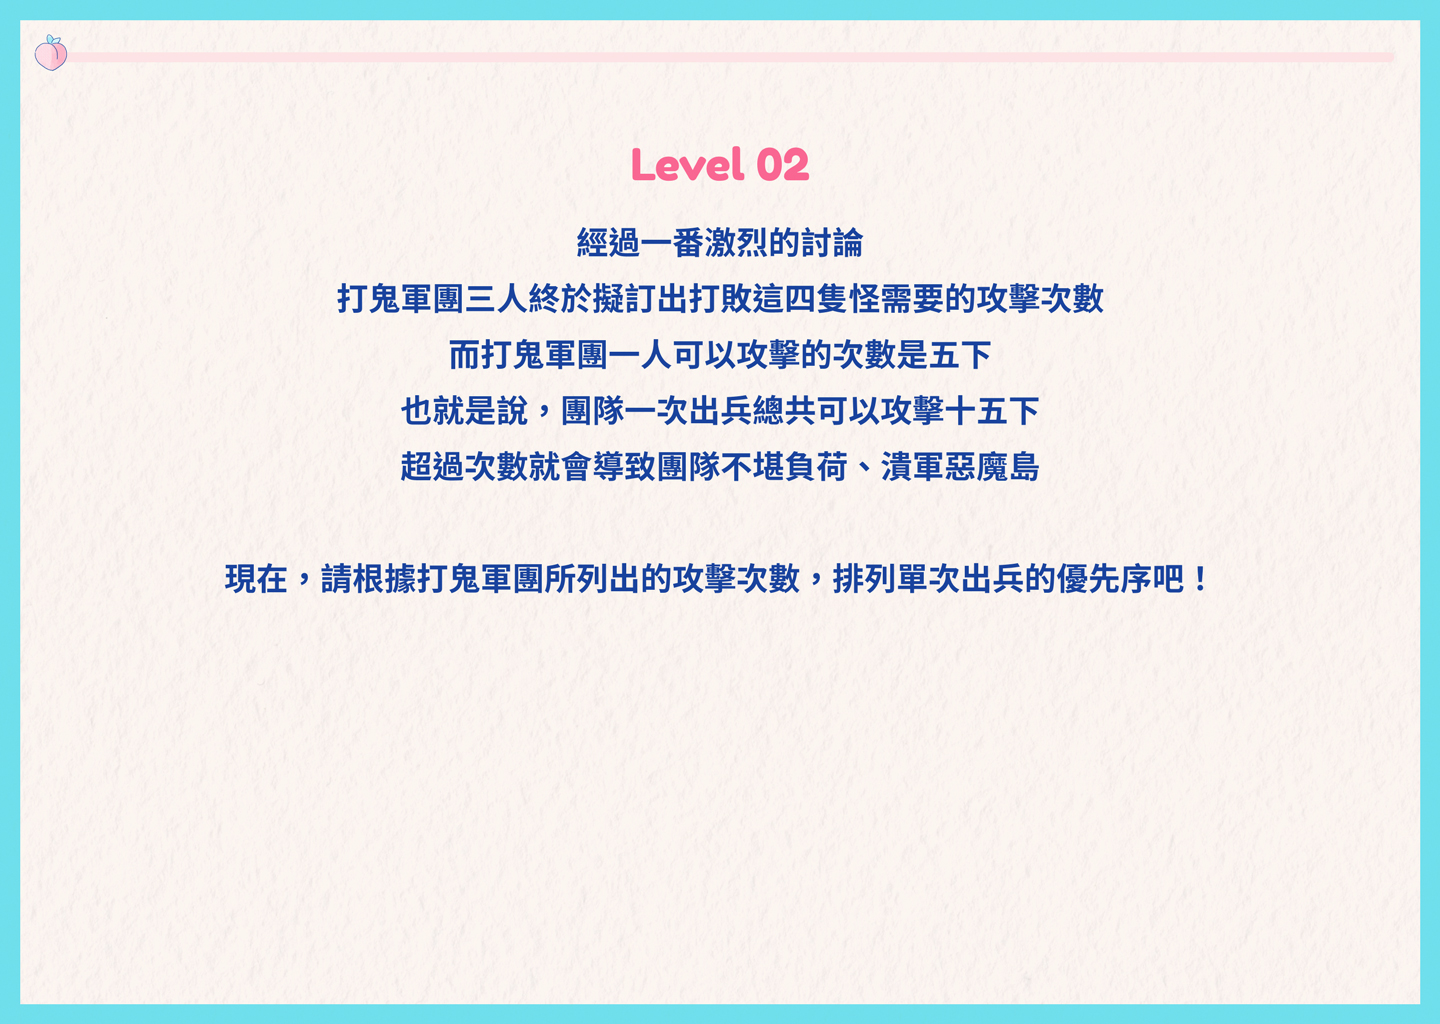 Level 02
經過一番激烈的討論
打鬼軍團三人終於擬訂出打敗這四隻怪需要的攻擊次數
而打鬼軍團一人可以攻擊的次數是五下
也就是說，團隊一次出兵總共可以攻擊十五下
超過次數就會導致團隊不堪負荷、潰軍惡魔島
現在，請根據打鬼軍團所列出的攻擊次數，排列單次出兵的優先序吧！